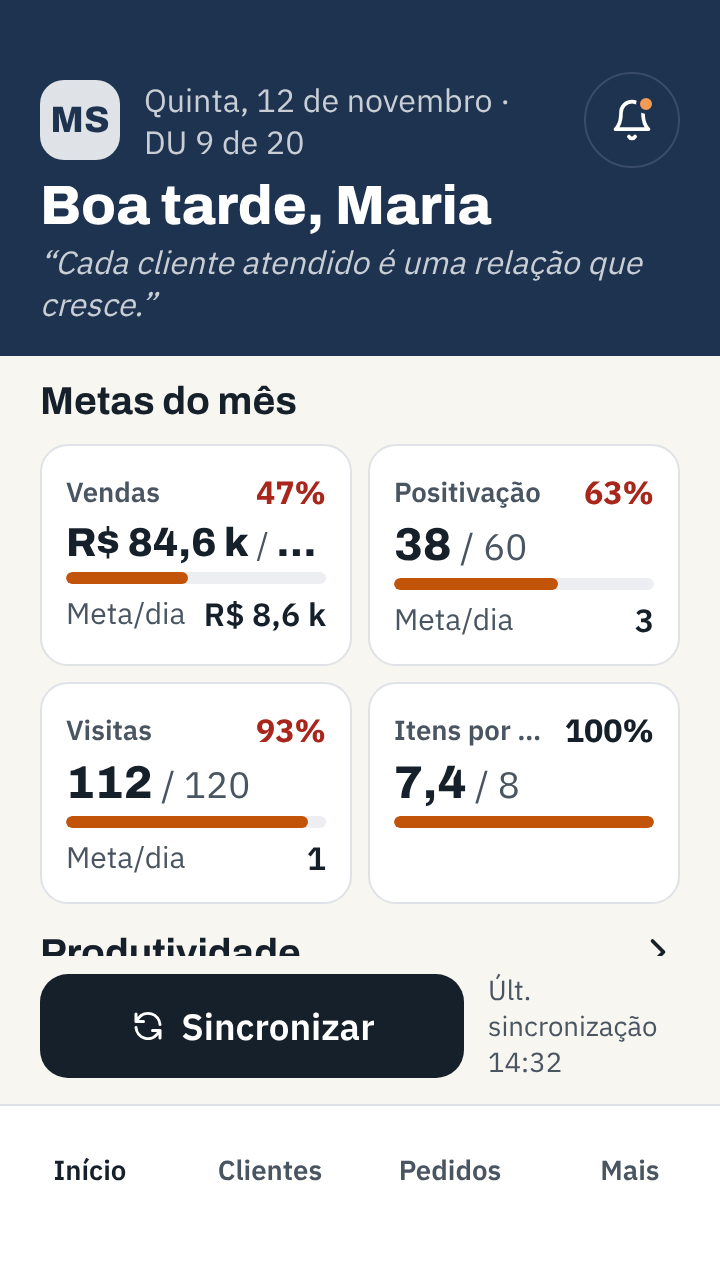 MS
Quinta, 12 de novembro ·
DU 9 de 20
Boa tarde, Maria
“Cada cliente atendido é uma relação que
cresce.”
Metas do mês
Vendas 47%
R$ 84,6 k / ...
Meta/dia R$ 8,6 k
Positivação 63%
38 / 60
Meta/dia 3
Visitas 93%
112 / 120
Meta/dia 1
Itens por ... 100%
7,4 / 8
Produtividade
Sincronizar
Últ.
sincronização
14:32
Início Clientes Pedidos Mais